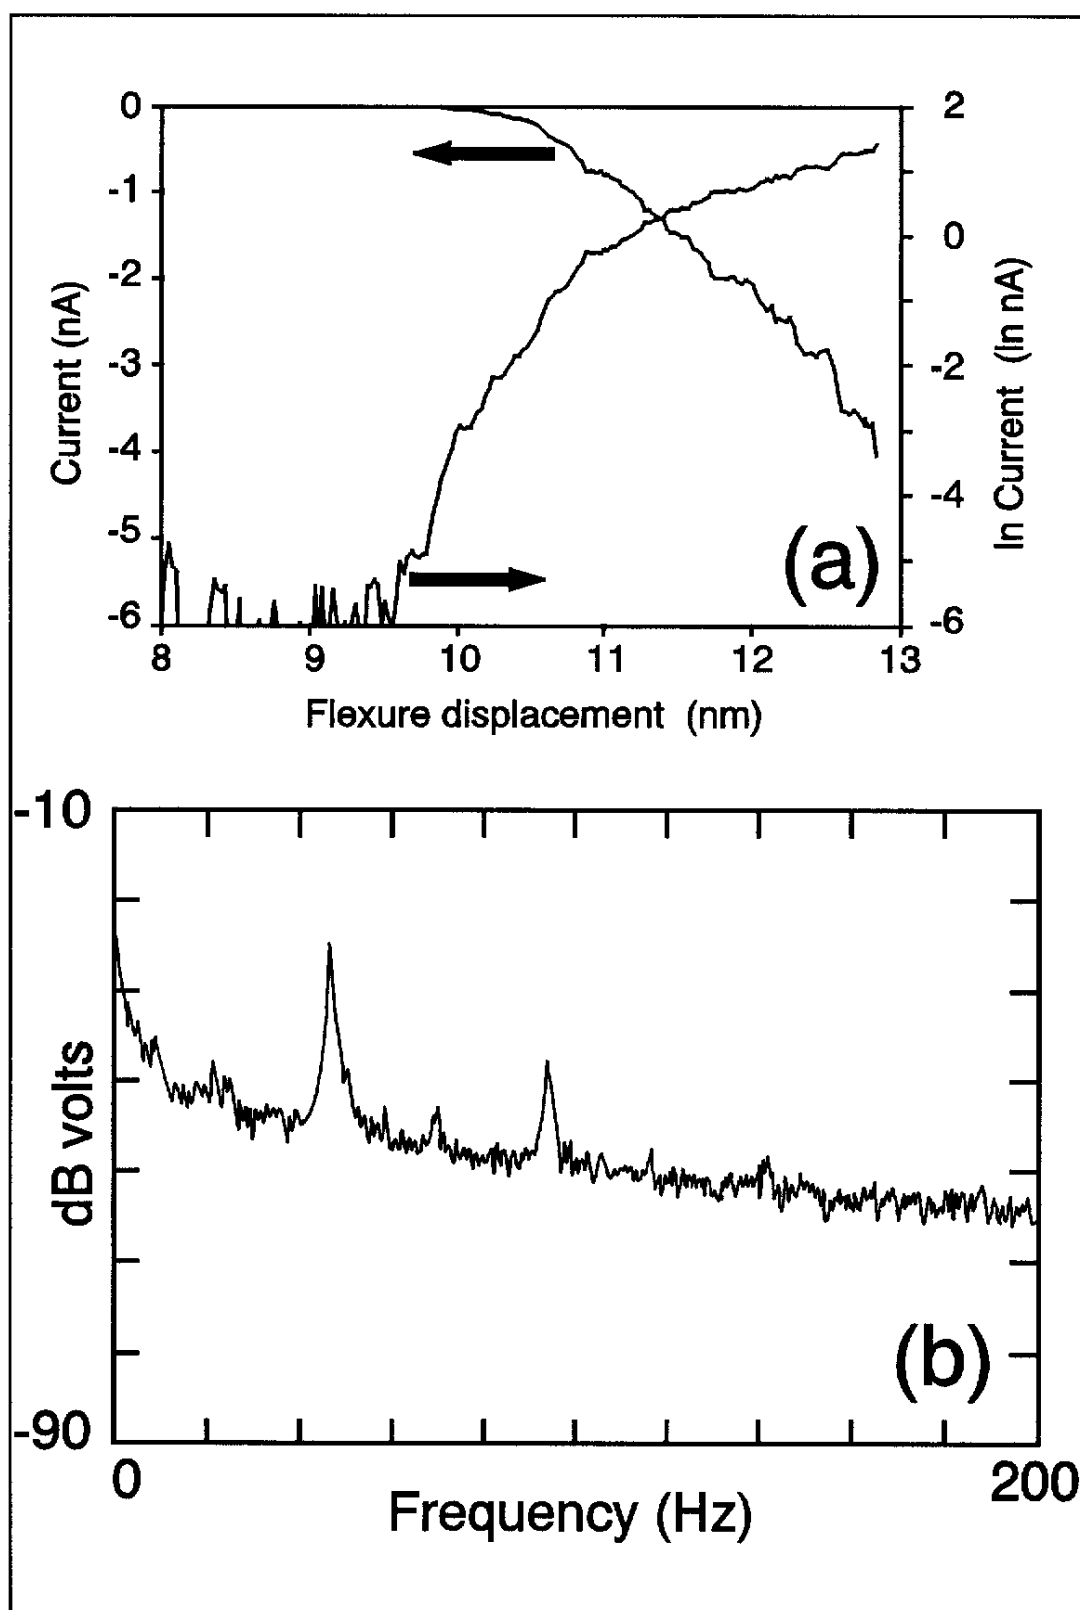 0
-1
-2
-3
-4
-5
-6
Current (nA)
2
0
-2
-4
-6
ln Current (ln nA)
(a)
8 9 10 11 12 13
Flexure displacement (nm)
-10
dB volts
-90
(b)
0 200
Frequency (Hz)